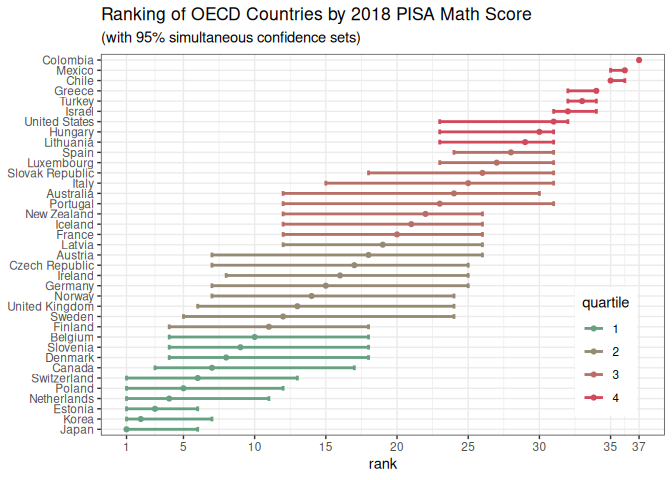 Ranking of OECD Countries by 2018 PISA Math Score
(with 95% simultaneous confidence sets)
Colombia
Mexico
Chile
Greece
Turkey
Israel
United States
Hungary
Lithuania
Spain
Luxembourg
Slovak Republic
Italy
Australia
Portugal
New Zealand
Iceland
France
Latvia
Austria
Czech Republic
Ireland
Germany
Norway
United Kingdom
Sweden
Finland
Belgium
Slovenia
Denmark
Canada
Switzerland
Poland
Netherlands
Estonia
Korea
Japan
quartile
1
2
3
4
1 5 10 15 20 25 30 35 37
rank